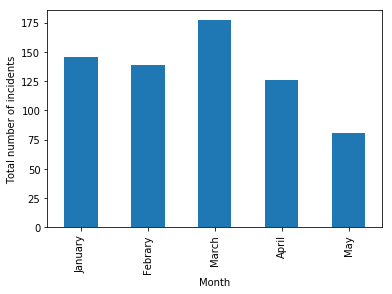 Total number of incidents
175
150
125
100
75
50
25
0
January
Febrary
March
April
May
Month